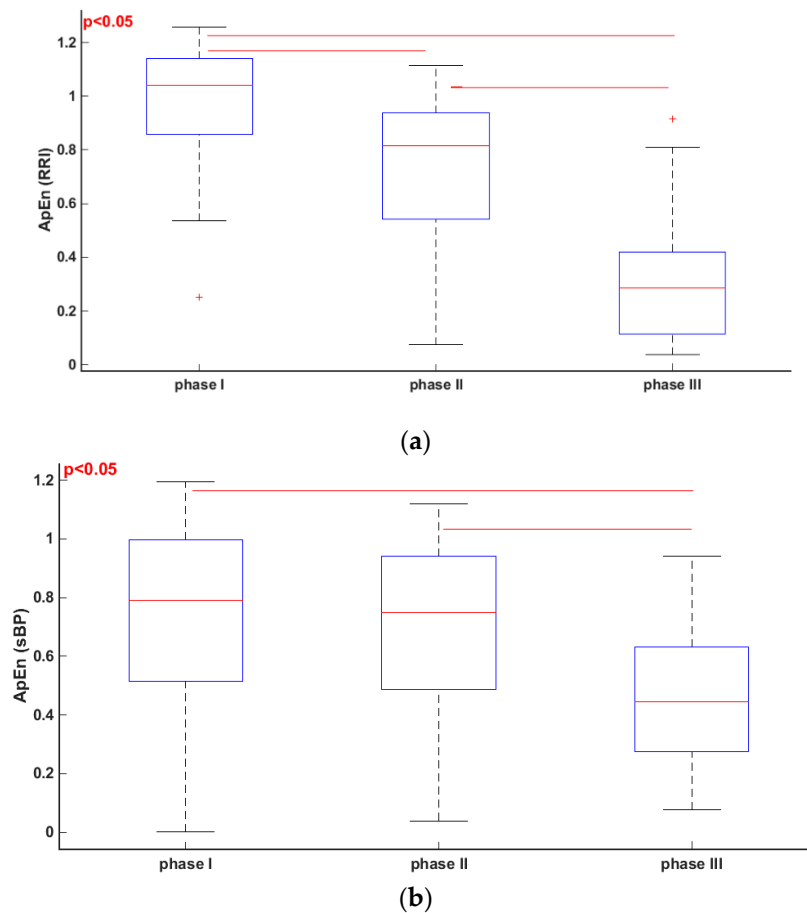 p<0.05
1.2
1
0.8
0.6
0.4
0.2
0
ApEn (RRI)
phase I phase II phase III
(a)
p<0.05
1.2
1
0.8
0.6
0.4
0.2
0
ApEn (sBP)
phase I phase II phase III
(b)